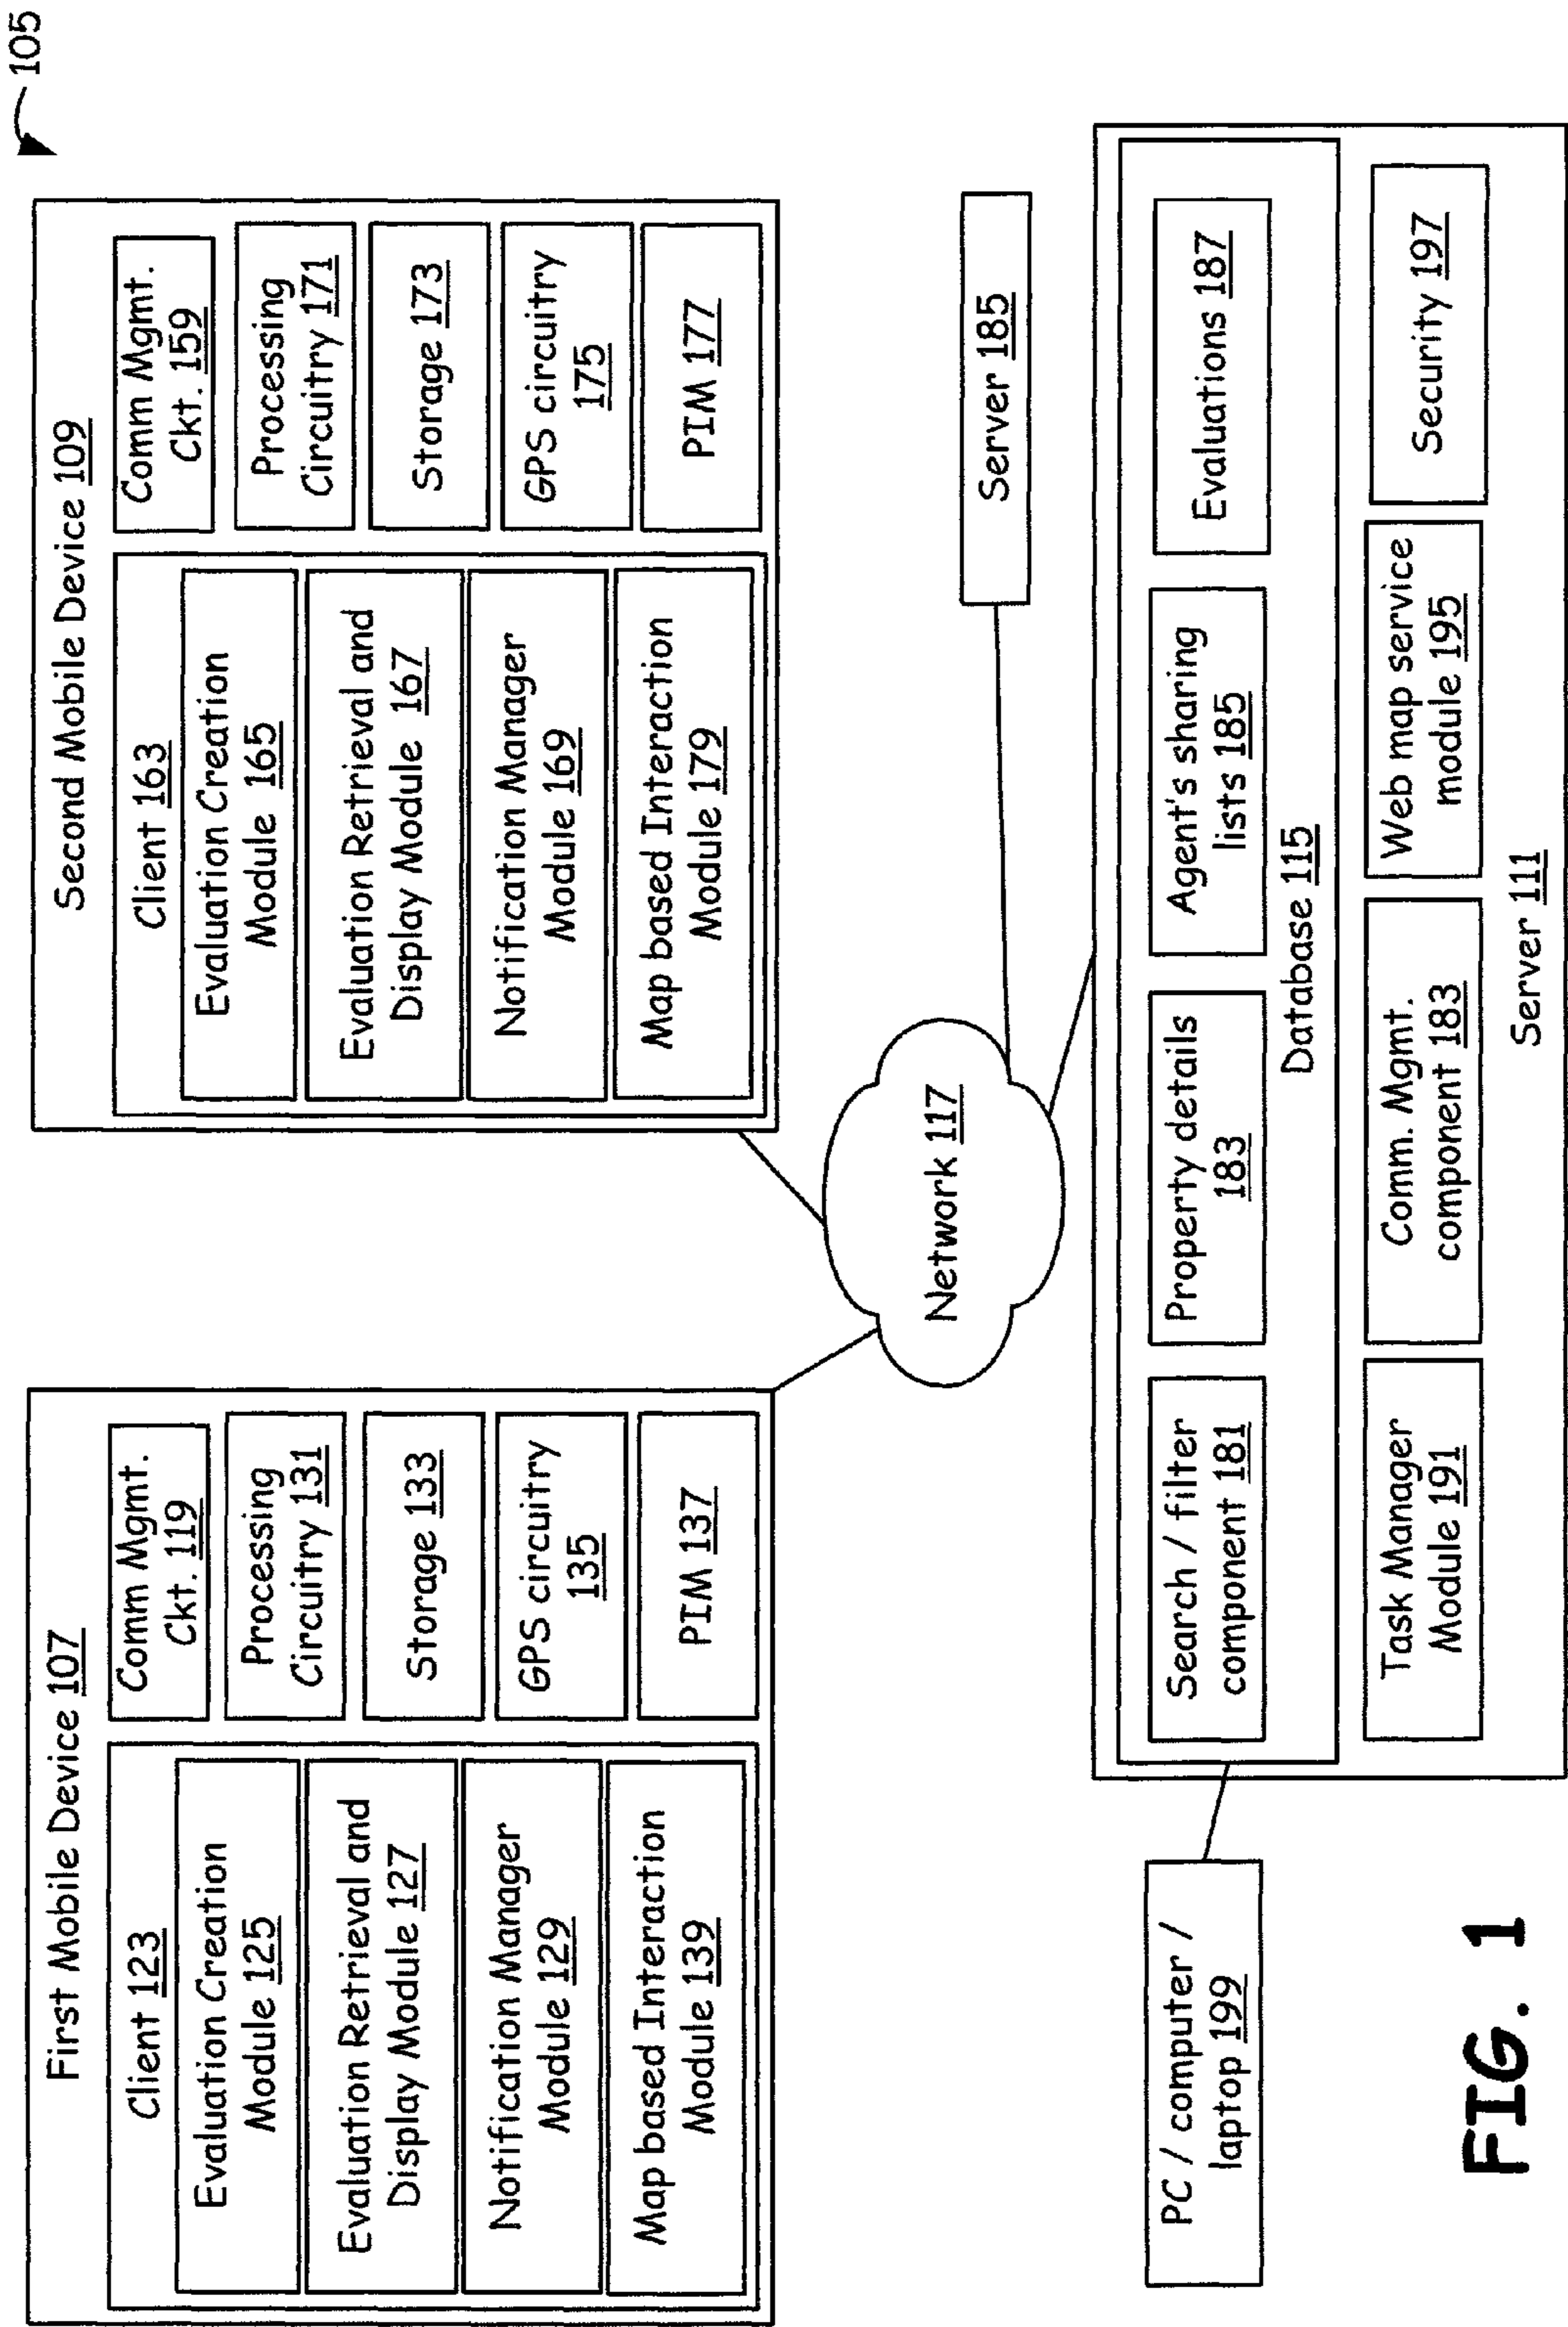 105
First Mobile Device 107
Client 123
Evaluation Creation
Module 125
Evaluation Retrieval and
Display Module 127
Notification Manager
Module 129
Map based Interaction
Module 139
Comm Mgmt.
Ckt. 119
Processing
Circuitry 131
Storage 133
GPS circuitry
135
PIM 137
Second Mobile Device 109
Client 163
Evaluation Creation
Module 165
Evaluation Retrieval and
Display Module 167
Notification Manager
Module 169
Map based Interaction
Module 179
Comm Mgmt.
Ckt. 159
Processing
Circuitry 171
Storage 173
GPS circuitry
175
PIM 177
Network 117
Server 185
PC / computer /
laptop 199
Search / filter
component 181
Property details
183
Agent's sharing
lists 185
Evaluations 187
Database 115
Task Manager
Module 191
Comm. Mgmt.
component 183
Web map service
module 195
Security 197
Server 111
FIG. 1